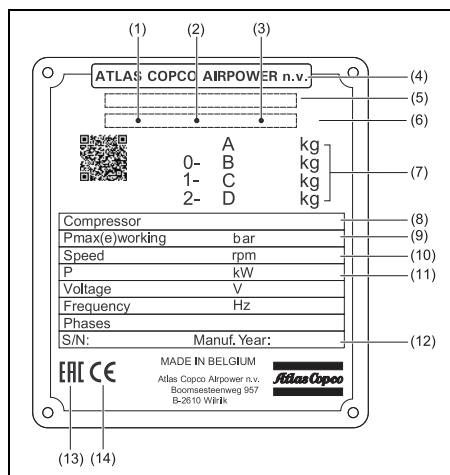 (1) (2) (3)
ATLAS COPCO AIRPOWER n.v. (4)
(5)
(6)
A kg
0- B kg (7)
1- C kg
2- D kg
Compressor (8)
Pmax(e)working bar (9)
Speed rpm (10)
P kW (11)
Voltage V
Frequency Hz
Phases
S/N: Manuf. Year: (12)
EAC CE
MADE IN BELGIUM
Atlas Copco Airpower n.v.
Boomsesteenweg 957
B-2610 Wilrijk
Atlas Copco
(13) (14)